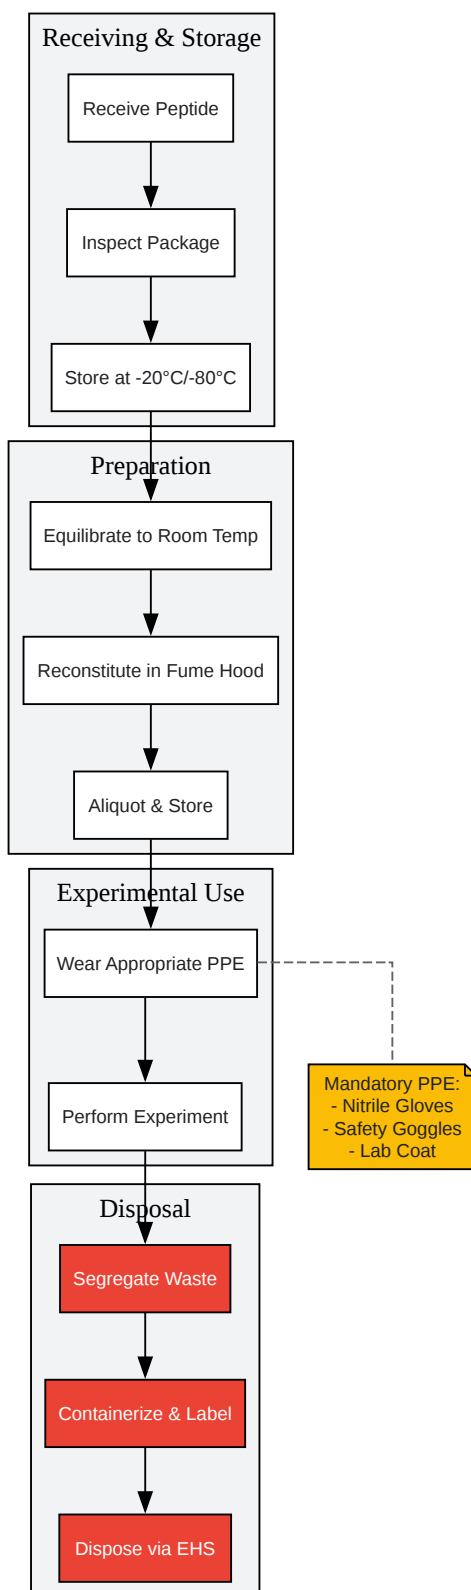 Receiving & Storage
Receive Peptide
Inspect Package
Store at -20°C/-80°C
Preparation
Equilibrate to Room Temp
Reconstitute in Fume Hood
Aliquot & Store
Experimental Use
Wear Appropriate PPE
Mandatory PPE:
- Nitrile Gloves
- Safety Goggles
- Lab Coat
Perform Experiment
Disposal
Segregate Waste
Containerize & Label
Dispose via EHS